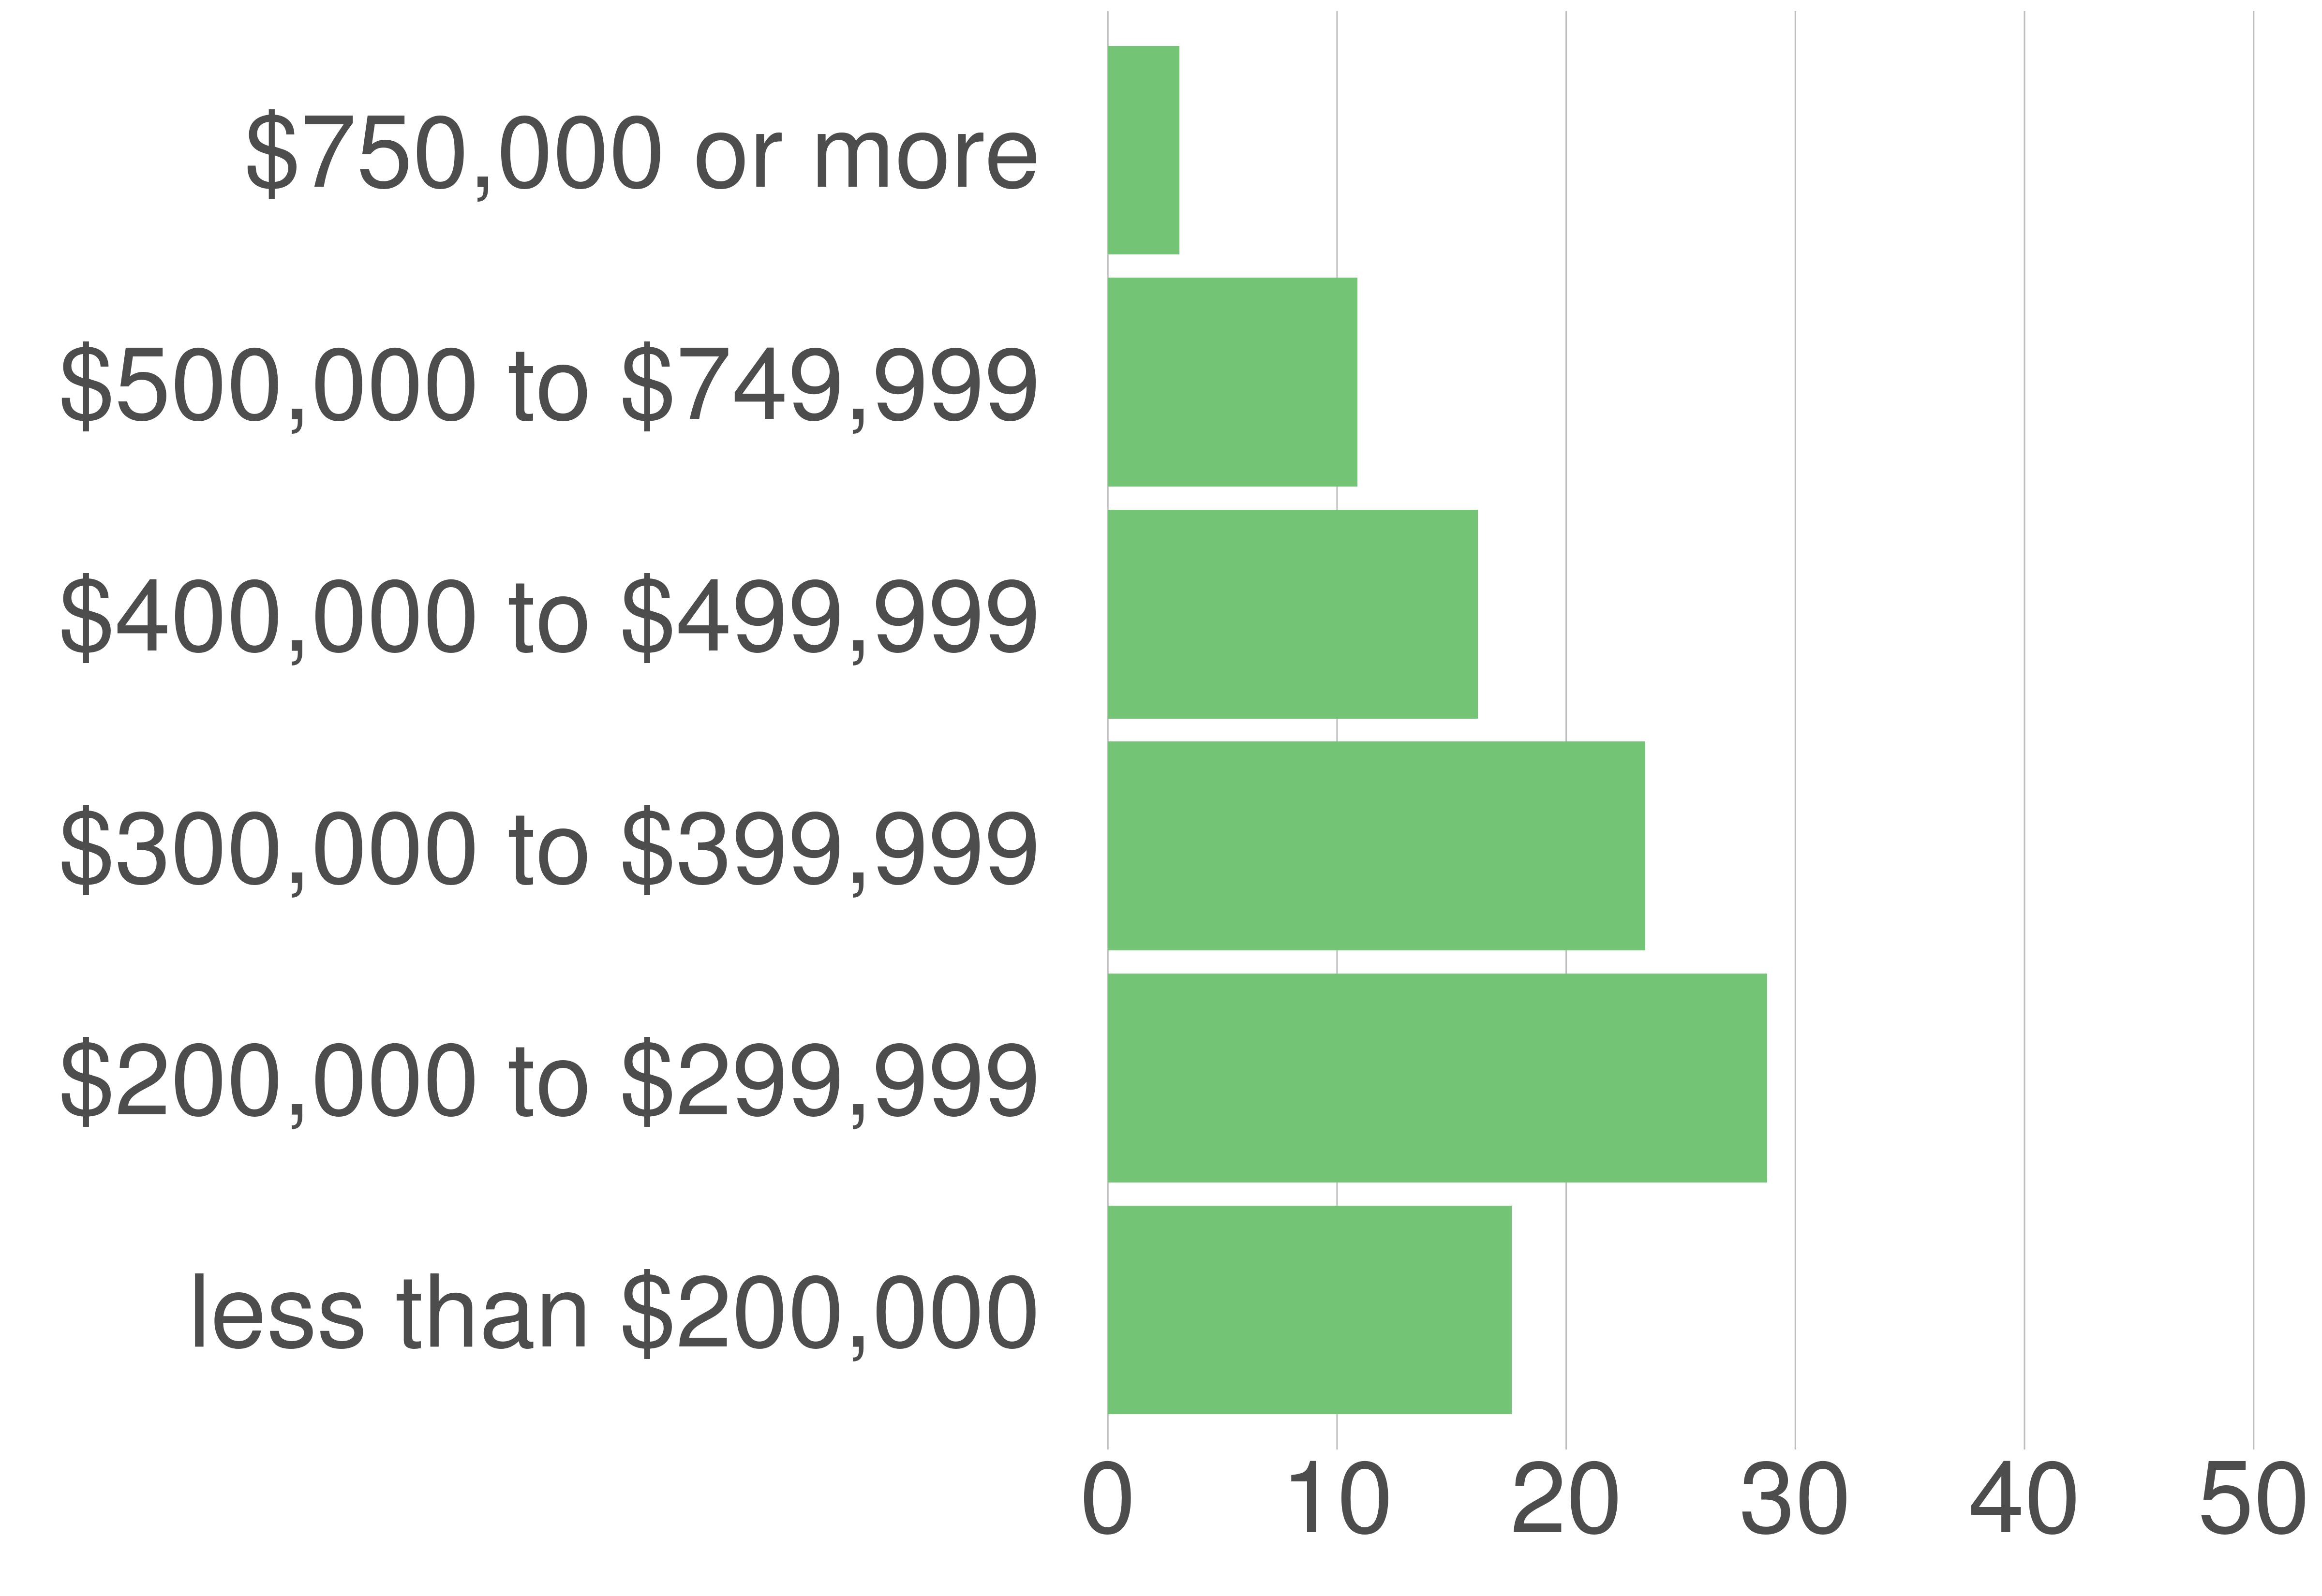 $750,000 or more
$500,000 to $749,999
$400,000 to $499,999
$300,000 to $399,999
$200,000 to $299,999
less than $200,000
0 10 20 30 40 50